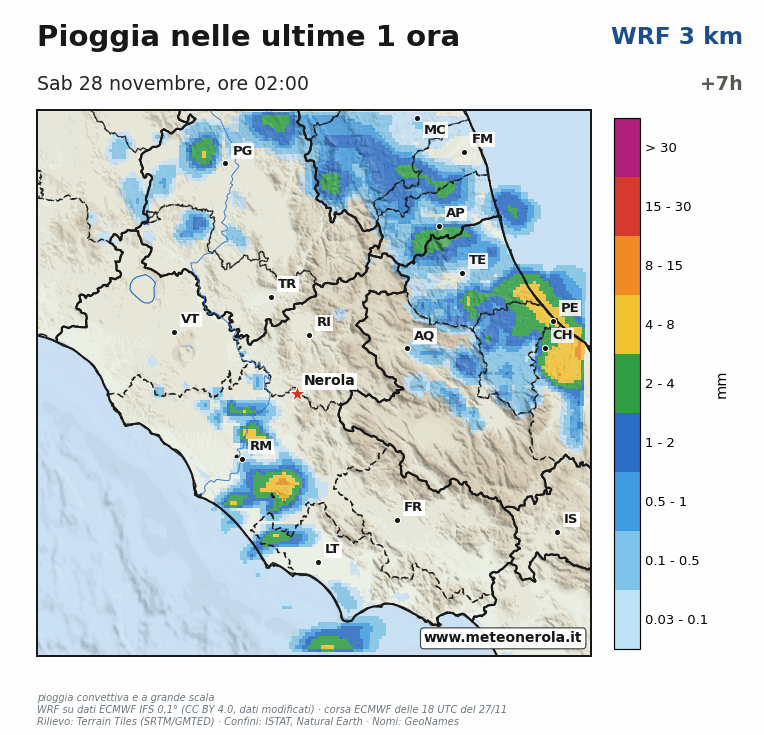 Pioggia nelle ultime 1 ora
WRF 3 km
Sab 28 novembre, ore 02:00
+7h
MC
FM
PG
AP
TE
TR
PE
VT
RI
AQ
CH
Nerola
RM
FR
IS
LT
www.meteonerola.it
> 30
15 - 30
8 - 15
4 - 8
2 - 4
1 - 2
0.5 - 1
0.1 - 0.5
0.03 - 0.1
mm
pioggia convettiva e a grande scala
WRF su dati ECMWF IFS 0,1° (CC BY 4.0, dati modificati) · corsa ECMWF delle 18 UTC del 27/11
Rilievo: Terrain Tiles (SRTM/GMTED) · Confini: ISTAT, Natural Earth · Nomi: GeoNames